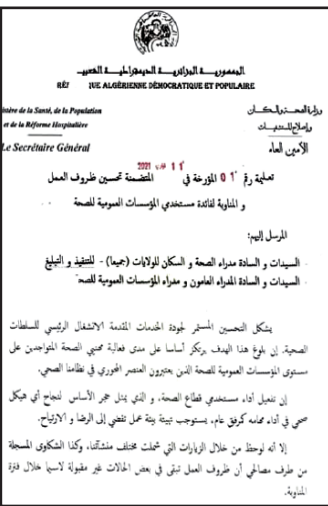 الجمهورية الجزائرية الديمقراطية الشعبية
RÉ UE ALGÉRIENNE DÉMOCRATIQUE ET POPULAIRE
istère de la Santé, de la Population
et de la Réforme Hospitalière
Le Secrétaire Général
وزارة الصحة والسكان
وإصلاح المستشفيات
الأمين العام
تعليمة رقم 01 المؤرخة في 11 2021 المتضمنة تحسين ظروف العمل
و المناوبة لفائدة مستخدمي المؤسسات العمومية للصحة
المرسل إليهم:
- السيدات و السادة مدراء الصحة و السكان للولايات (جميعا) - للتنفيذ و التبليغ
- السيدات و السادة المدراء العامون و مدراء المؤسسات العمومية للصحة
يشكل التحسين المستمر لجودة الخدمات المقدمة الانشغال الرئيسي للسلطات
الصحية. إن بلوغ هذا الهدف يرتكز أساسا على مدى فعالية مهنيي الصحة المتواجدين على
مستوى المؤسسات العمومية للصحة الذين يعتبرون العنصر المحوري في نظامنا الصحي.
إن تفعيل أداء مستخدمي قطاع الصحة، و الذي يمثل حجر الأساس لنجاح أي هيكل
صحي في أداء مهامه كمرفق عام، يستوجب تهيئة بيئة عمل تفضي إلى الرضا و الارتياح.
إلا أنه لوحظ من خلال الزيارات التي شملت مختلف منشآتنا، وكذا الشكاوى المسجلة
من طرف مصالحي أن ظروف العمل تبقى في بعض الحالات غير مقبولة لاسيما خلال فترة
المناوبة.